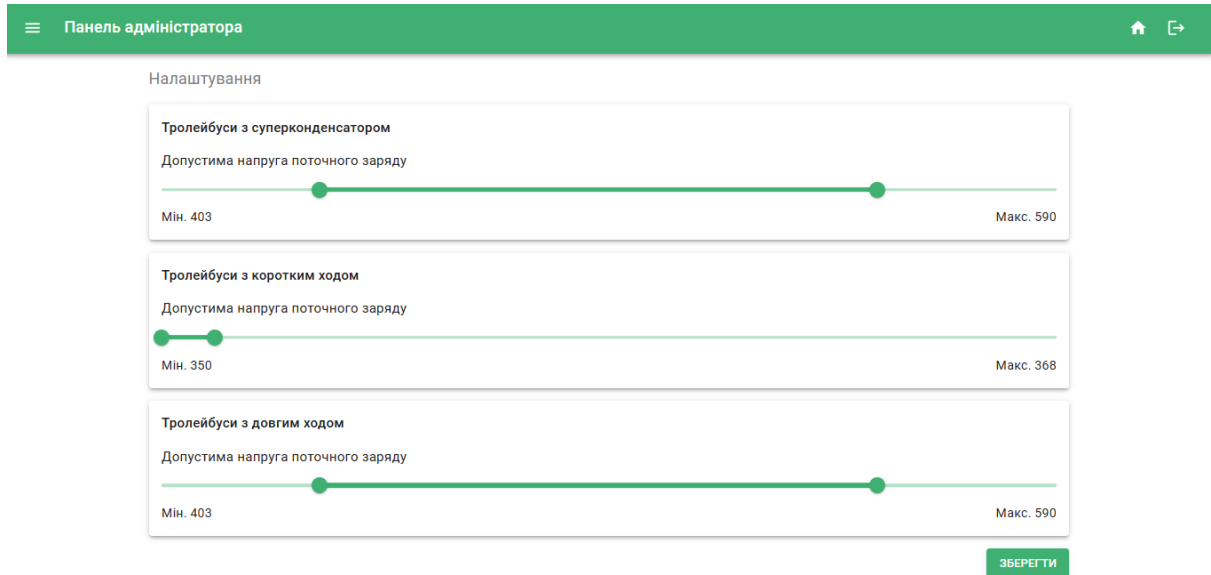 Панель адміністратора
Налаштування
Тролейбуси з суперконденсатором
Допустима напруга поточного заряду
Мін. 403 Макс. 590
Тролейбуси з коротким ходом
Допустима напруга поточного заряду
Мін. 350 Макс. 368
Тролейбуси з довгим ходом
Допустима напруга поточного заряду
Мін. 403 Макс. 590
ЗБЕРЕГТИ